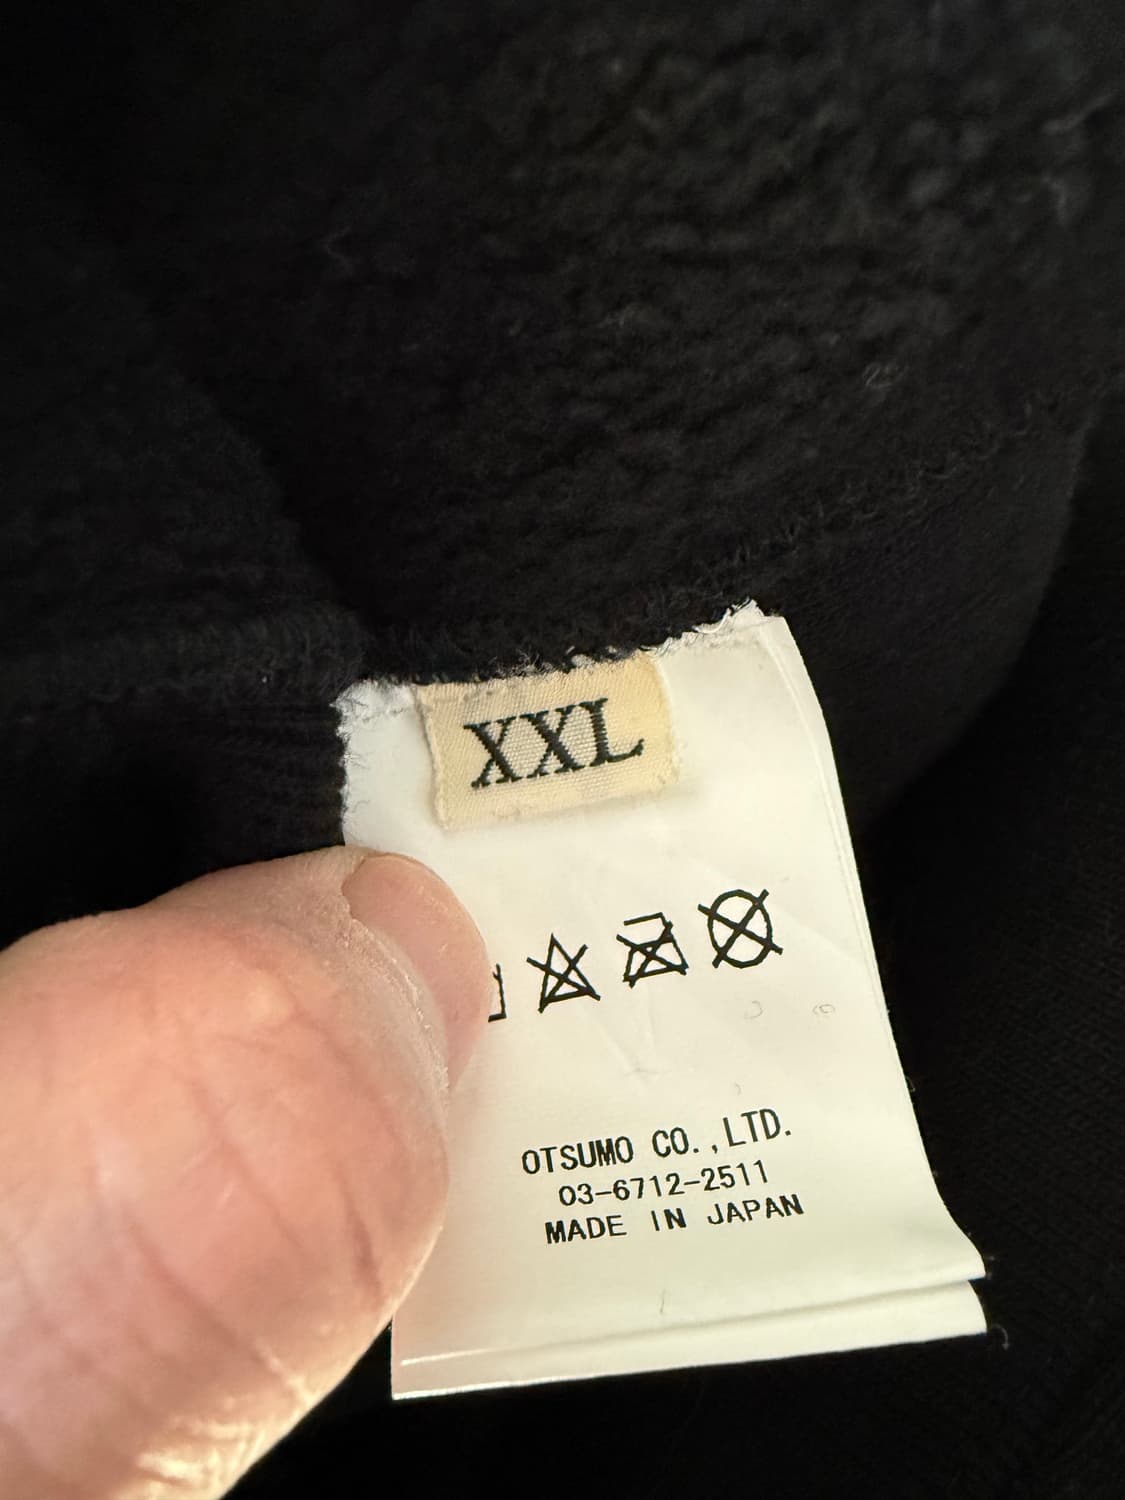 XXL
OTSUMO CO.,LTD.
03-6712-2511
MADE IN JAPAN